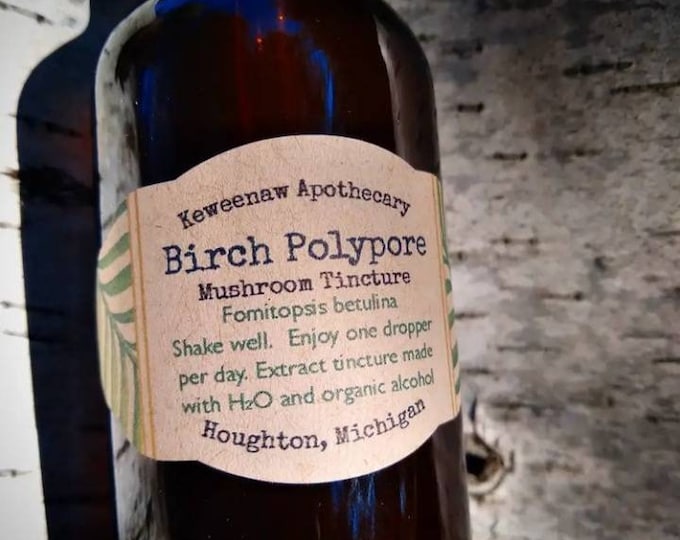 Keweenaw Apothecary
Birch Polypore
Mushroom Tincture
Fomitopsis betulina
Shake well. Enjoy one dropper
per day. Extract tincture made
with H₂O and organic alcohol
Houghton, Michigan